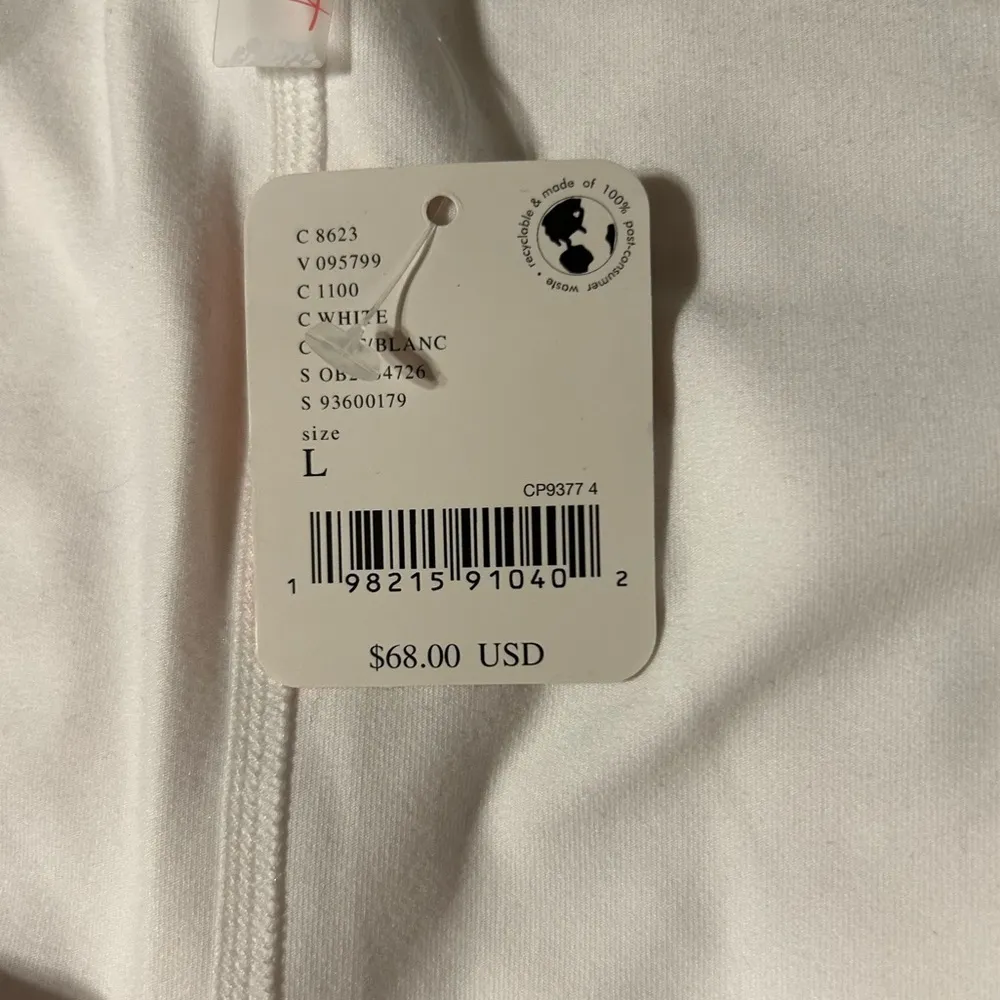 recyclable & made of 100% post-consumer waste •
C 8623
V 095799
C 1100
C WHITE
C /BLANC
S
S 93600179
size
L
CP9377 4
1 98215 91040 2
$68.00 USD